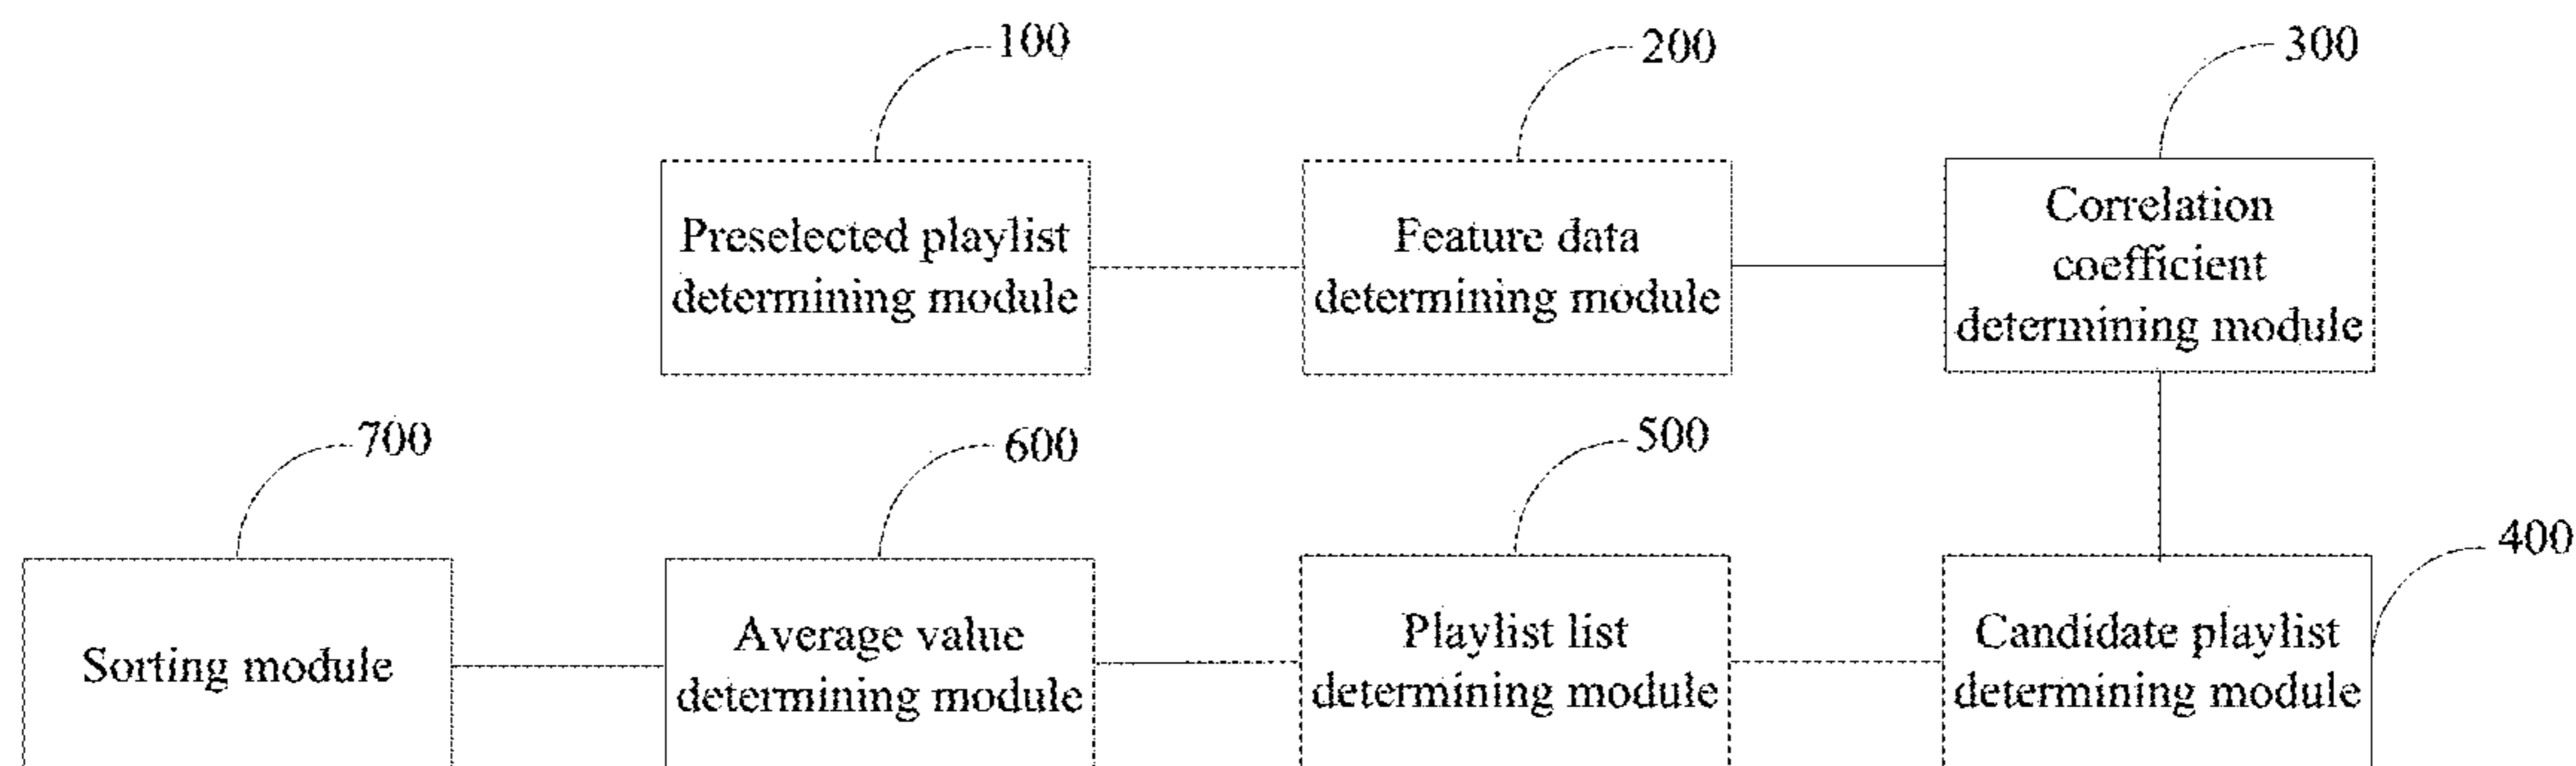 100
200
300
Preselected playlist
determining module
Feature data
determining module
Correlation
coefficient
determining module
700
600
500
400
Sorting module
Average value
determining module
Playlist list
determining module
Candidate playlist
determining module